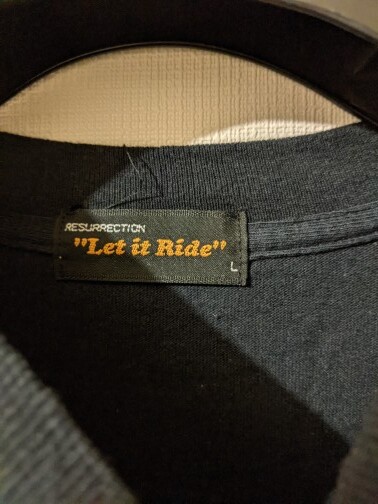 RESURRECTION
"Let it Ride"
L